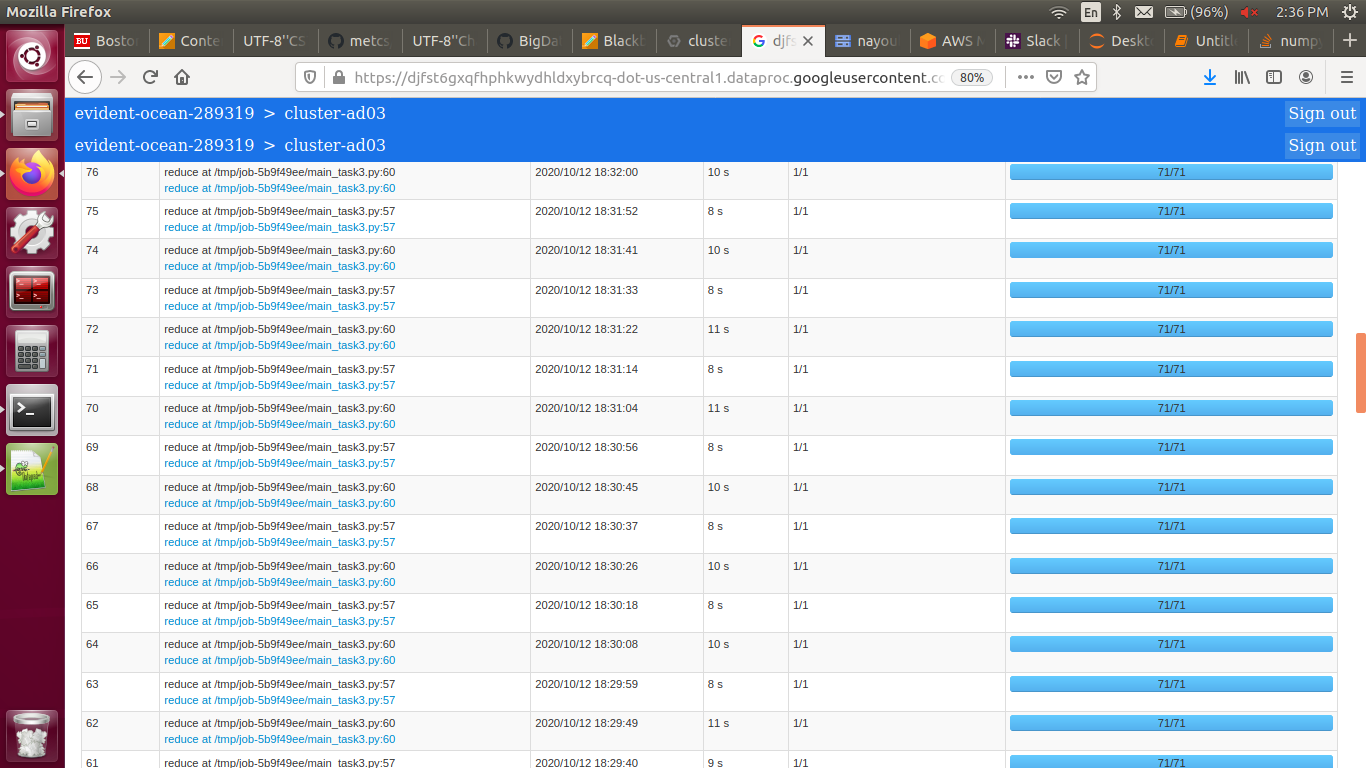 Mozilla Firefox
En
(96%)
2:36 PM
BU Bosto
Conte
UTF-8''CS
metcs
UTF-8''Ch
BigDa
Blackb
cluste
djfs
nayou
AWS M
Slack |
Deskt
Untitl
numpy
https://djfst6gxqfhphkwydhldxybrcq-dot-us-central1.dataproc.googleusercontent.cc
80%
evident-ocean-289319 > cluster-ad03
Sign out
evident-ocean-289319 > cluster-ad03
Sign out
76 reduce at /tmp/job-5b9f49ee/main_task3.py:60 2020/10/12 18:32:00 10 s 1/1 71/71
reduce at /tmp/job-5b9f49ee/main_task3.py:60
75 reduce at /tmp/job-5b9f49ee/main_task3.py:57 2020/10/12 18:31:52 8 s 1/1 71/71
reduce at /tmp/job-5b9f49ee/main_task3.py:57
74 reduce at /tmp/job-5b9f49ee/main_task3.py:60 2020/10/12 18:31:41 10 s 1/1 71/71
reduce at /tmp/job-5b9f49ee/main_task3.py:60
73 reduce at /tmp/job-5b9f49ee/main_task3.py:57 2020/10/12 18:31:33 8 s 1/1 71/71
reduce at /tmp/job-5b9f49ee/main_task3.py:57
72 reduce at /tmp/job-5b9f49ee/main_task3.py:60 2020/10/12 18:31:22 11 s 1/1 71/71
reduce at /tmp/job-5b9f49ee/main_task3.py:60
71 reduce at /tmp/job-5b9f49ee/main_task3.py:57 2020/10/12 18:31:14 8 s 1/1 71/71
reduce at /tmp/job-5b9f49ee/main_task3.py:57
70 reduce at /tmp/job-5b9f49ee/main_task3.py:60 2020/10/12 18:31:04 11 s 1/1 71/71
reduce at /tmp/job-5b9f49ee/main_task3.py:60
69 reduce at /tmp/job-5b9f49ee/main_task3.py:57 2020/10/12 18:30:56 8 s 1/1 71/71
reduce at /tmp/job-5b9f49ee/main_task3.py:57
68 reduce at /tmp/job-5b9f49ee/main_task3.py:60 2020/10/12 18:30:45 10 s 1/1 71/71
reduce at /tmp/job-5b9f49ee/main_task3.py:60
67 reduce at /tmp/job-5b9f49ee/main_task3.py:57 2020/10/12 18:30:37 8 s 1/1 71/71
reduce at /tmp/job-5b9f49ee/main_task3.py:57
66 reduce at /tmp/job-5b9f49ee/main_task3.py:60 2020/10/12 18:30:26 10 s 1/1 71/71
reduce at /tmp/job-5b9f49ee/main_task3.py:60
65 reduce at /tmp/job-5b9f49ee/main_task3.py:57 2020/10/12 18:30:18 8 s 1/1 71/71
reduce at /tmp/job-5b9f49ee/main_task3.py:57
64 reduce at /tmp/job-5b9f49ee/main_task3.py:60 2020/10/12 18:30:08 10 s 1/1 71/71
reduce at /tmp/job-5b9f49ee/main_task3.py:60
63 reduce at /tmp/job-5b9f49ee/main_task3.py:57 2020/10/12 18:29:59 8 s 1/1 71/71
reduce at /tmp/job-5b9f49ee/main_task3.py:57
62 reduce at /tmp/job-5b9f49ee/main_task3.py:60 2020/10/12 18:29:49 11 s 1/1 71/71
reduce at /tmp/job-5b9f49ee/main_task3.py:60
61 reduce at /tmp/job-5b9f49ee/main_task3.py:57 2020/10/12 18:29:40 9 s 1/1 71/71